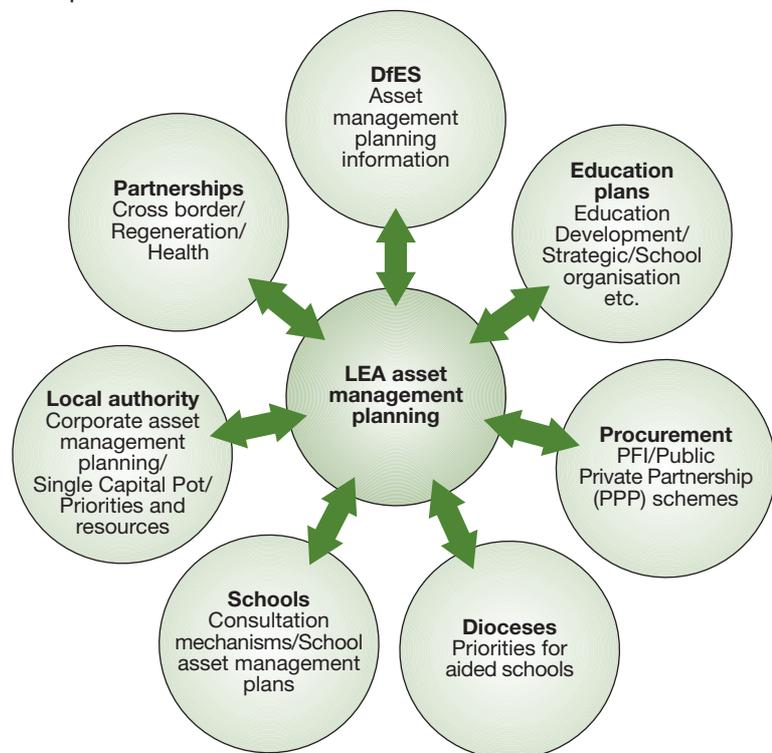 DfES
Asset
management
planning
information
Education
plans
Education
Development/
Strategic/School
organisation
etc.
Procurement
PFI/Public
Private Partnership
(PPP) schemes
Dioceses
Priorities for
aided schools
Schools
Consultation
mechanisms/School
asset management
plans
Local authority
Corporate asset
management
planning/
Single Capital Pot/
Priorities and
resources
Partnerships
Cross border/
Regeneration/
Health
LEA asset
management
planning